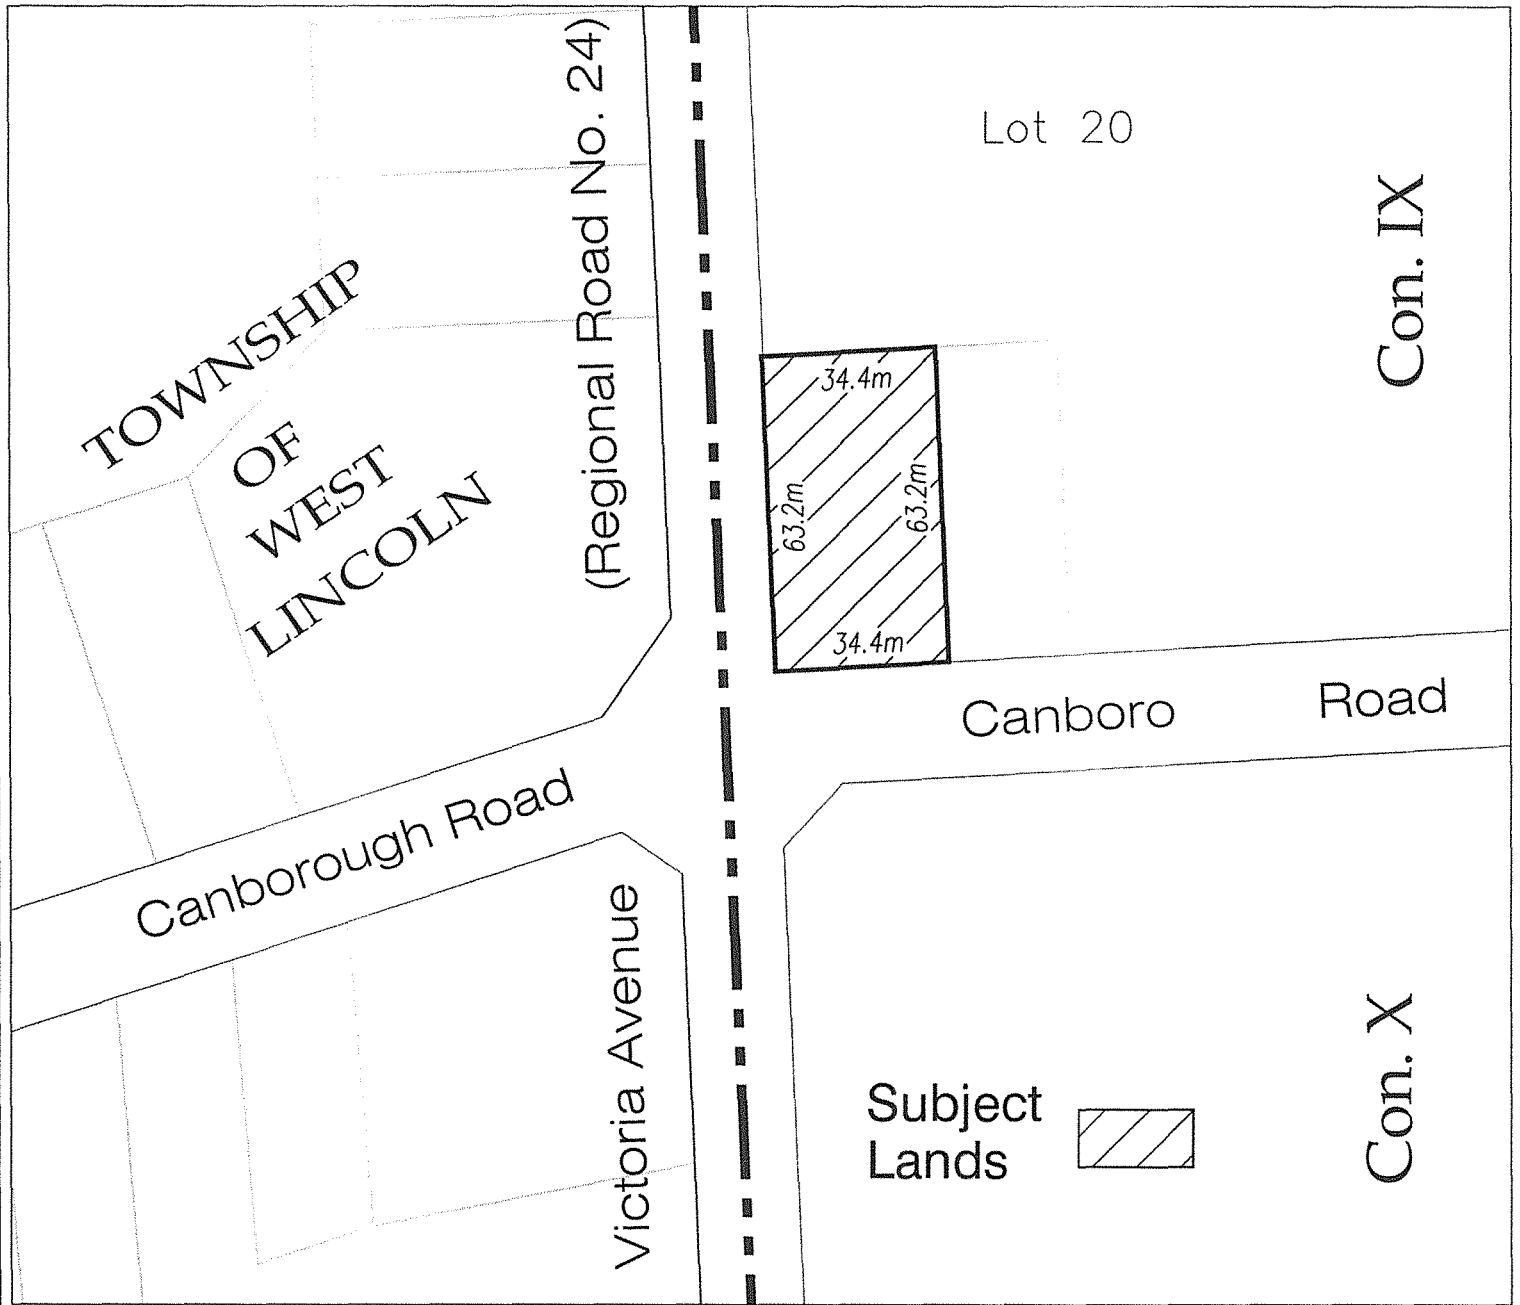 Lot 20
Con. IX
(Regional Road No. 24)
TOWNSHIP
OF
WEST
LINCOLN
34.4m
63.2m
63.2m
34.4m
Canboro Road
Canborough Road
Victoria Avenue
Subject
Lands
Con. X